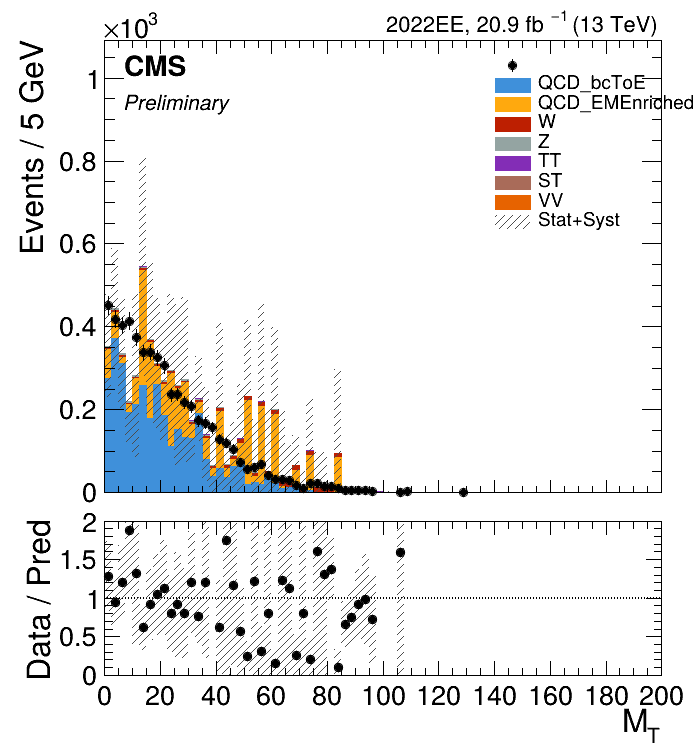 ×10³
2022EE, 20.9 fb⁻¹ (13 TeV)
CMS
Preliminary
Events / 5 GeV
1
0.8
0.6
0.4
0.2
0
QCD_bcToE
QCD_EMEnriched
W
Z
TT
ST
VV
Stat+Syst
Data / Pred
2
1.5
1
0.5
0
0 20 40 60 80 100 120 140 160 180 200
M_T